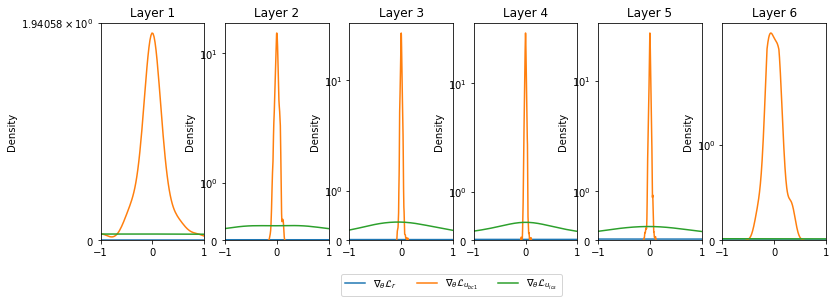 Layer 1 Layer 2 Layer 3 Layer 4 Layer 5 Layer 6
1.94058 × 10⁰
10¹ 10¹ 10¹ 10¹
10⁰
Density Density Density Density Density Density
10⁰ 10⁰ 10⁰ 10⁰
0 0 0 0 0 0
−1 0 1 −1 0 1 −1 0 1 −1 0 1 −1 0 1 −1 0 1
∇θℒr ∇θℒu_bc1 ∇θℒu_ics